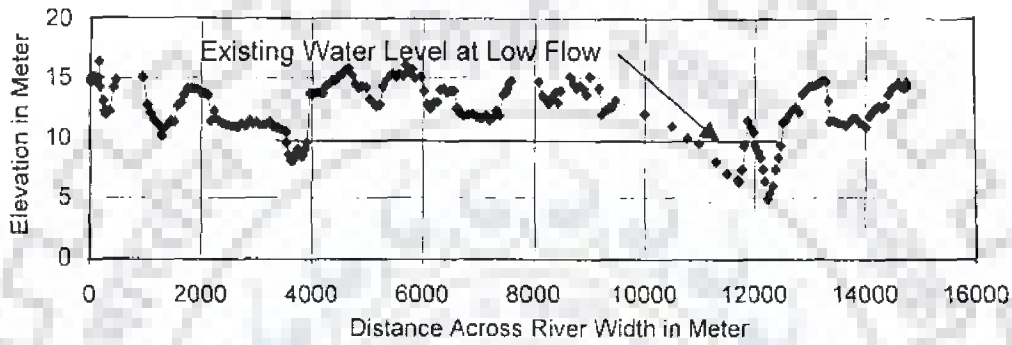 20
15
10
5
0
Elevation in Meter
Existing Water Level at Low Flow
0 2000 4000 6000 8000 10000 12000 14000 16000
Distance Across River Width in Meter